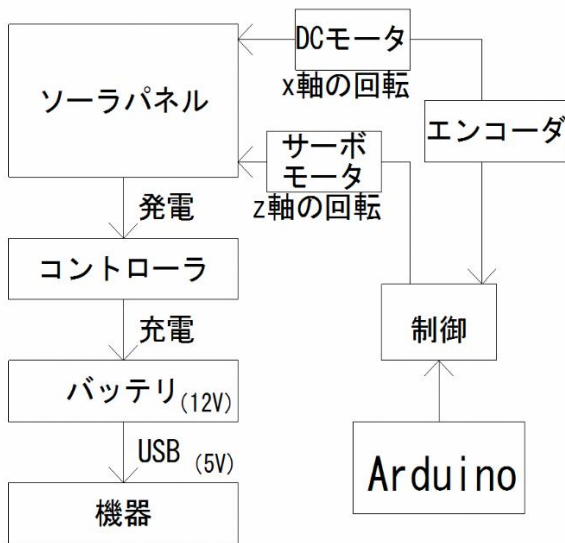 DCモータ
x軸の回転
ソーラパネル
エンコーダ
サーボ
モータ
z軸の回転
発電
コントローラ
制御
充電
バッテリ(12V)
USB (5V)
Arduino
機器